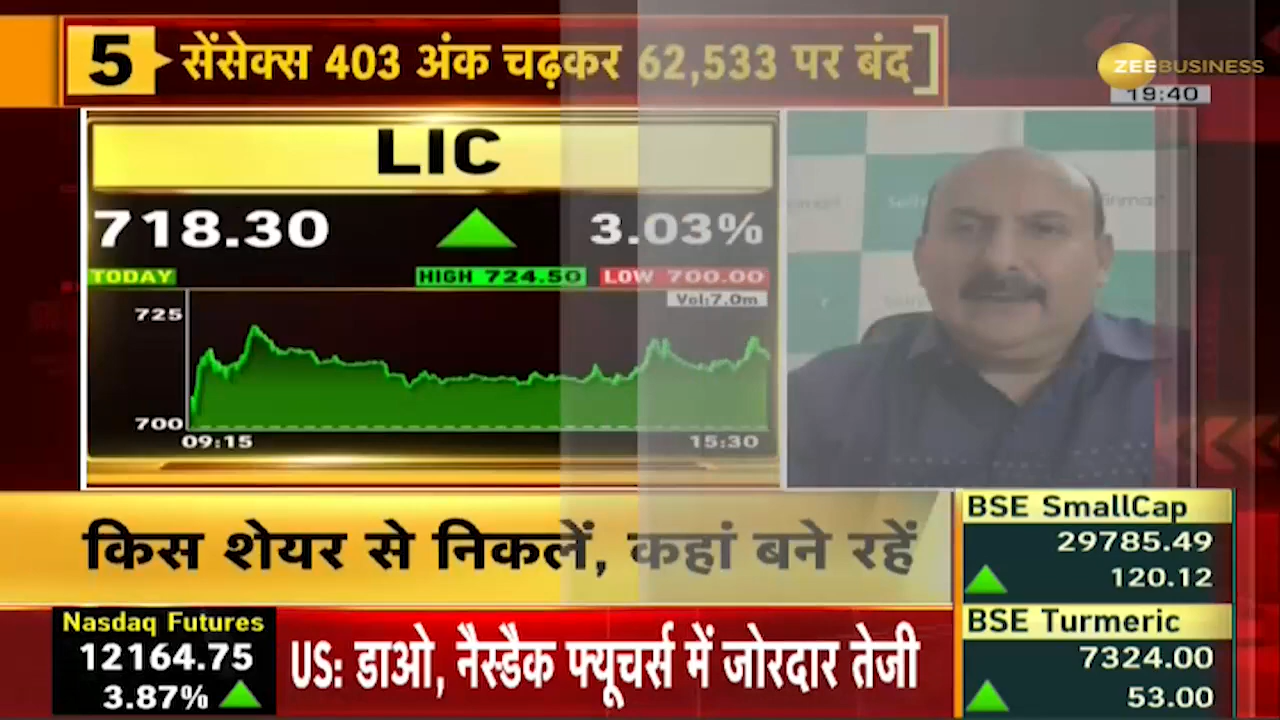 5 सेंसेक्स 403 अंक चढ़कर 62,533 पर बंद
ZEEBUSINESS
19:40
LIC
718.30 3.03%
TODAY HIGH 724.50 LOW 700.00
Vol:7.0m
725
700
09:15 15:30
किस शेयर से निकलें, कहां बने रहें
BSE SmallCap
29785.49
120.12
BSE Turmeric
7324.00
53.00
Nasdaq Futures
12164.75
3.87%
US: डाओ, नैस्डैक फ्यूचर्स में जोरदार तेजी